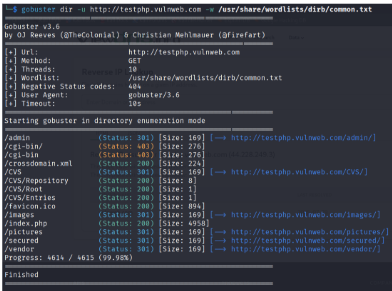 └─$ gobuster dir -u http://testphp.vulnweb.com -w /usr/share/wordlists/dirb/common.txt
Gobuster v3.6
by OJ Reeves (@TheColonial) & Christian Mehlmauer (@firefart)
[+] Url: http://testphp.vulnweb.com
[+] Method: GET
[+] Threads: 10
[+] Wordlist: /usr/share/wordlists/dirb/common.txt
[+] Negative Status codes: 404
[+] User Agent: gobuster/3.6
[+] Timeout: 10s
Starting gobuster in directory enumeration mode
/admin (Status: 301) [Size: 169] [--> http://testphp.vulnweb.com/admin/]
/cgi-bin/ (Status: 403) [Size: 276]
/cgi-bin (Status: 403) [Size: 276]
/crossdomain.xml (Status: 200) [Size: 224]
/CVS (Status: 301) [Size: 169] [--> http://testphp.vulnweb.com/CVS/]
/CVS/Repository (Status: 200) [Size: 8]
/CVS/Root (Status: 200) [Size: 1]
/CVS/Entries (Status: 200) [Size: 1]
/favicon.ico (Status: 200) [Size: 894]
/images (Status: 301) [Size: 169] [--> http://testphp.vulnweb.com/images/]
/index.php (Status: 200) [Size: 4958]
/pictures (Status: 301) [Size: 169] [--> http://testphp.vulnweb.com/pictures/]
/secured (Status: 301) [Size: 169] [--> http://testphp.vulnweb.com/secured/]
/vendor (Status: 301) [Size: 169] [--> http://testphp.vulnweb.com/vendor/]
Progress: 4614 / 4615 (99.98%)
Finished